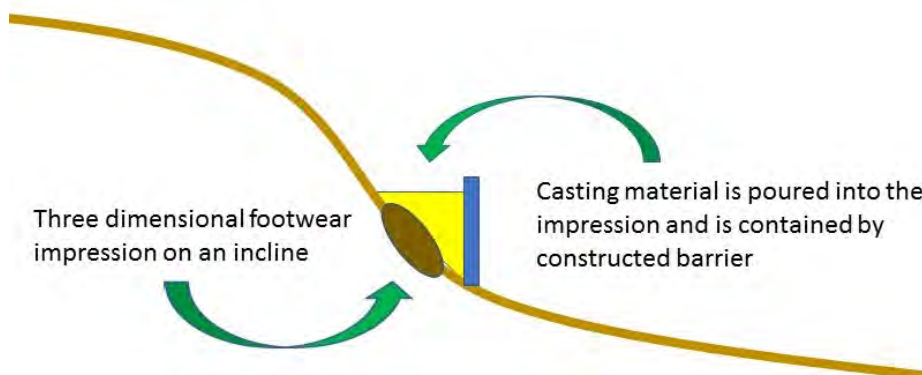 Three dimensional footwear
impression on an incline
Casting material is poured into the
impression and is contained by
constructed barrier